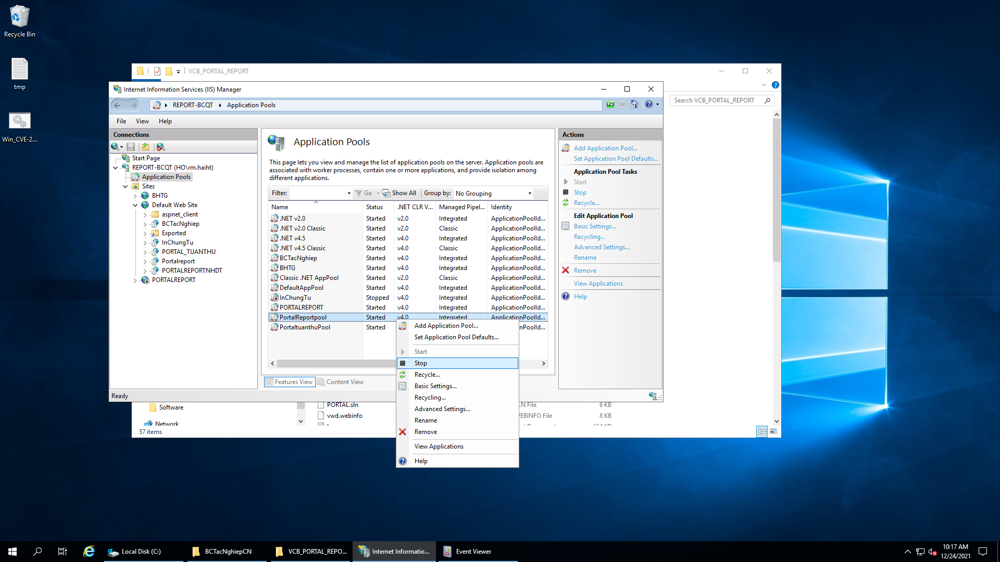 Recycle Bin
tmp
Win_CVE-2...
VCB_PORTAL_REPORT
Search VCB_PORTAL_REPORT
Internet Information Services (IIS) Manager
REPORT-BCQT
Application Pools
File
View
Help
Connections
Start Page
REPORT-BCQT (HO\rm.haiht)
Application Pools
Sites
BHTG
Default Web Site
aspnet_client
BCTacNghiep
Exported
InChungTu
PORTAL_TUANTHU
Portalreport
PORTALREPORTNHDT
PORTALREPORT
Application Pools
This page lets you view and manage the list of application pools on the server. Application pools are
associated with worker processes, contain one or more applications, and provide isolation among
different applications.
Filter: Go Show All Group by: No Grouping
Name Status .NET CLR V... Managed Pipel... Identity
.NET v2.0 Started v2.0 Integrated ApplicationPoolId...
.NET v2.0 Classic Started v2.0 Classic ApplicationPoolId...
.NET v4.5 Started v4.0 Integrated ApplicationPoolId...
.NET v4.5 Classic Started v4.0 Classic ApplicationPoolId...
BCTacNghiep Started v4.0 Integrated ApplicationPoolId...
BHTG Started v4.0 Integrated ApplicationPoolId...
Classic .NET AppPool Started v2.0 Classic ApplicationPoolId...
DefaultAppPool Started v4.0 Integrated ApplicationPoolId...
InChungTu Stopped v4.0 Integrated ApplicationPoolId...
PORTALREPORT Started v4.0 Integrated ApplicationPoolId...
PortalReportpool Started v4.0 Integrated ApplicationPoolId...
PortaltuanthuPool Started nPoolId...
Add Application Pool...
Set Application Pool Defaults...
Start
Stop
Recycle...
Basic Settings...
Recycling...
Advanced Settings...
Rename
Remove
View Applications
Help
Features View
Content View
Ready
Actions
Add Application Pool...
Set Application Pool Defaults...
Application Pool Tasks
Start
Stop
Recycle...
Edit Application Pool
Basic Settings...
Recycling...
Advanced Settings...
Rename
Remove
View Applications
Help
Software
Network
57 items
PORTAL.sln LN File 6 KB
vwd.webinfo WEBINFO File 8 KB
Local Disk (C:)
BCTacNghiepCN
VCB_PORTAL_REPO...
Internet Informatio...
Event Viewer
10:17 AM
12/24/2021